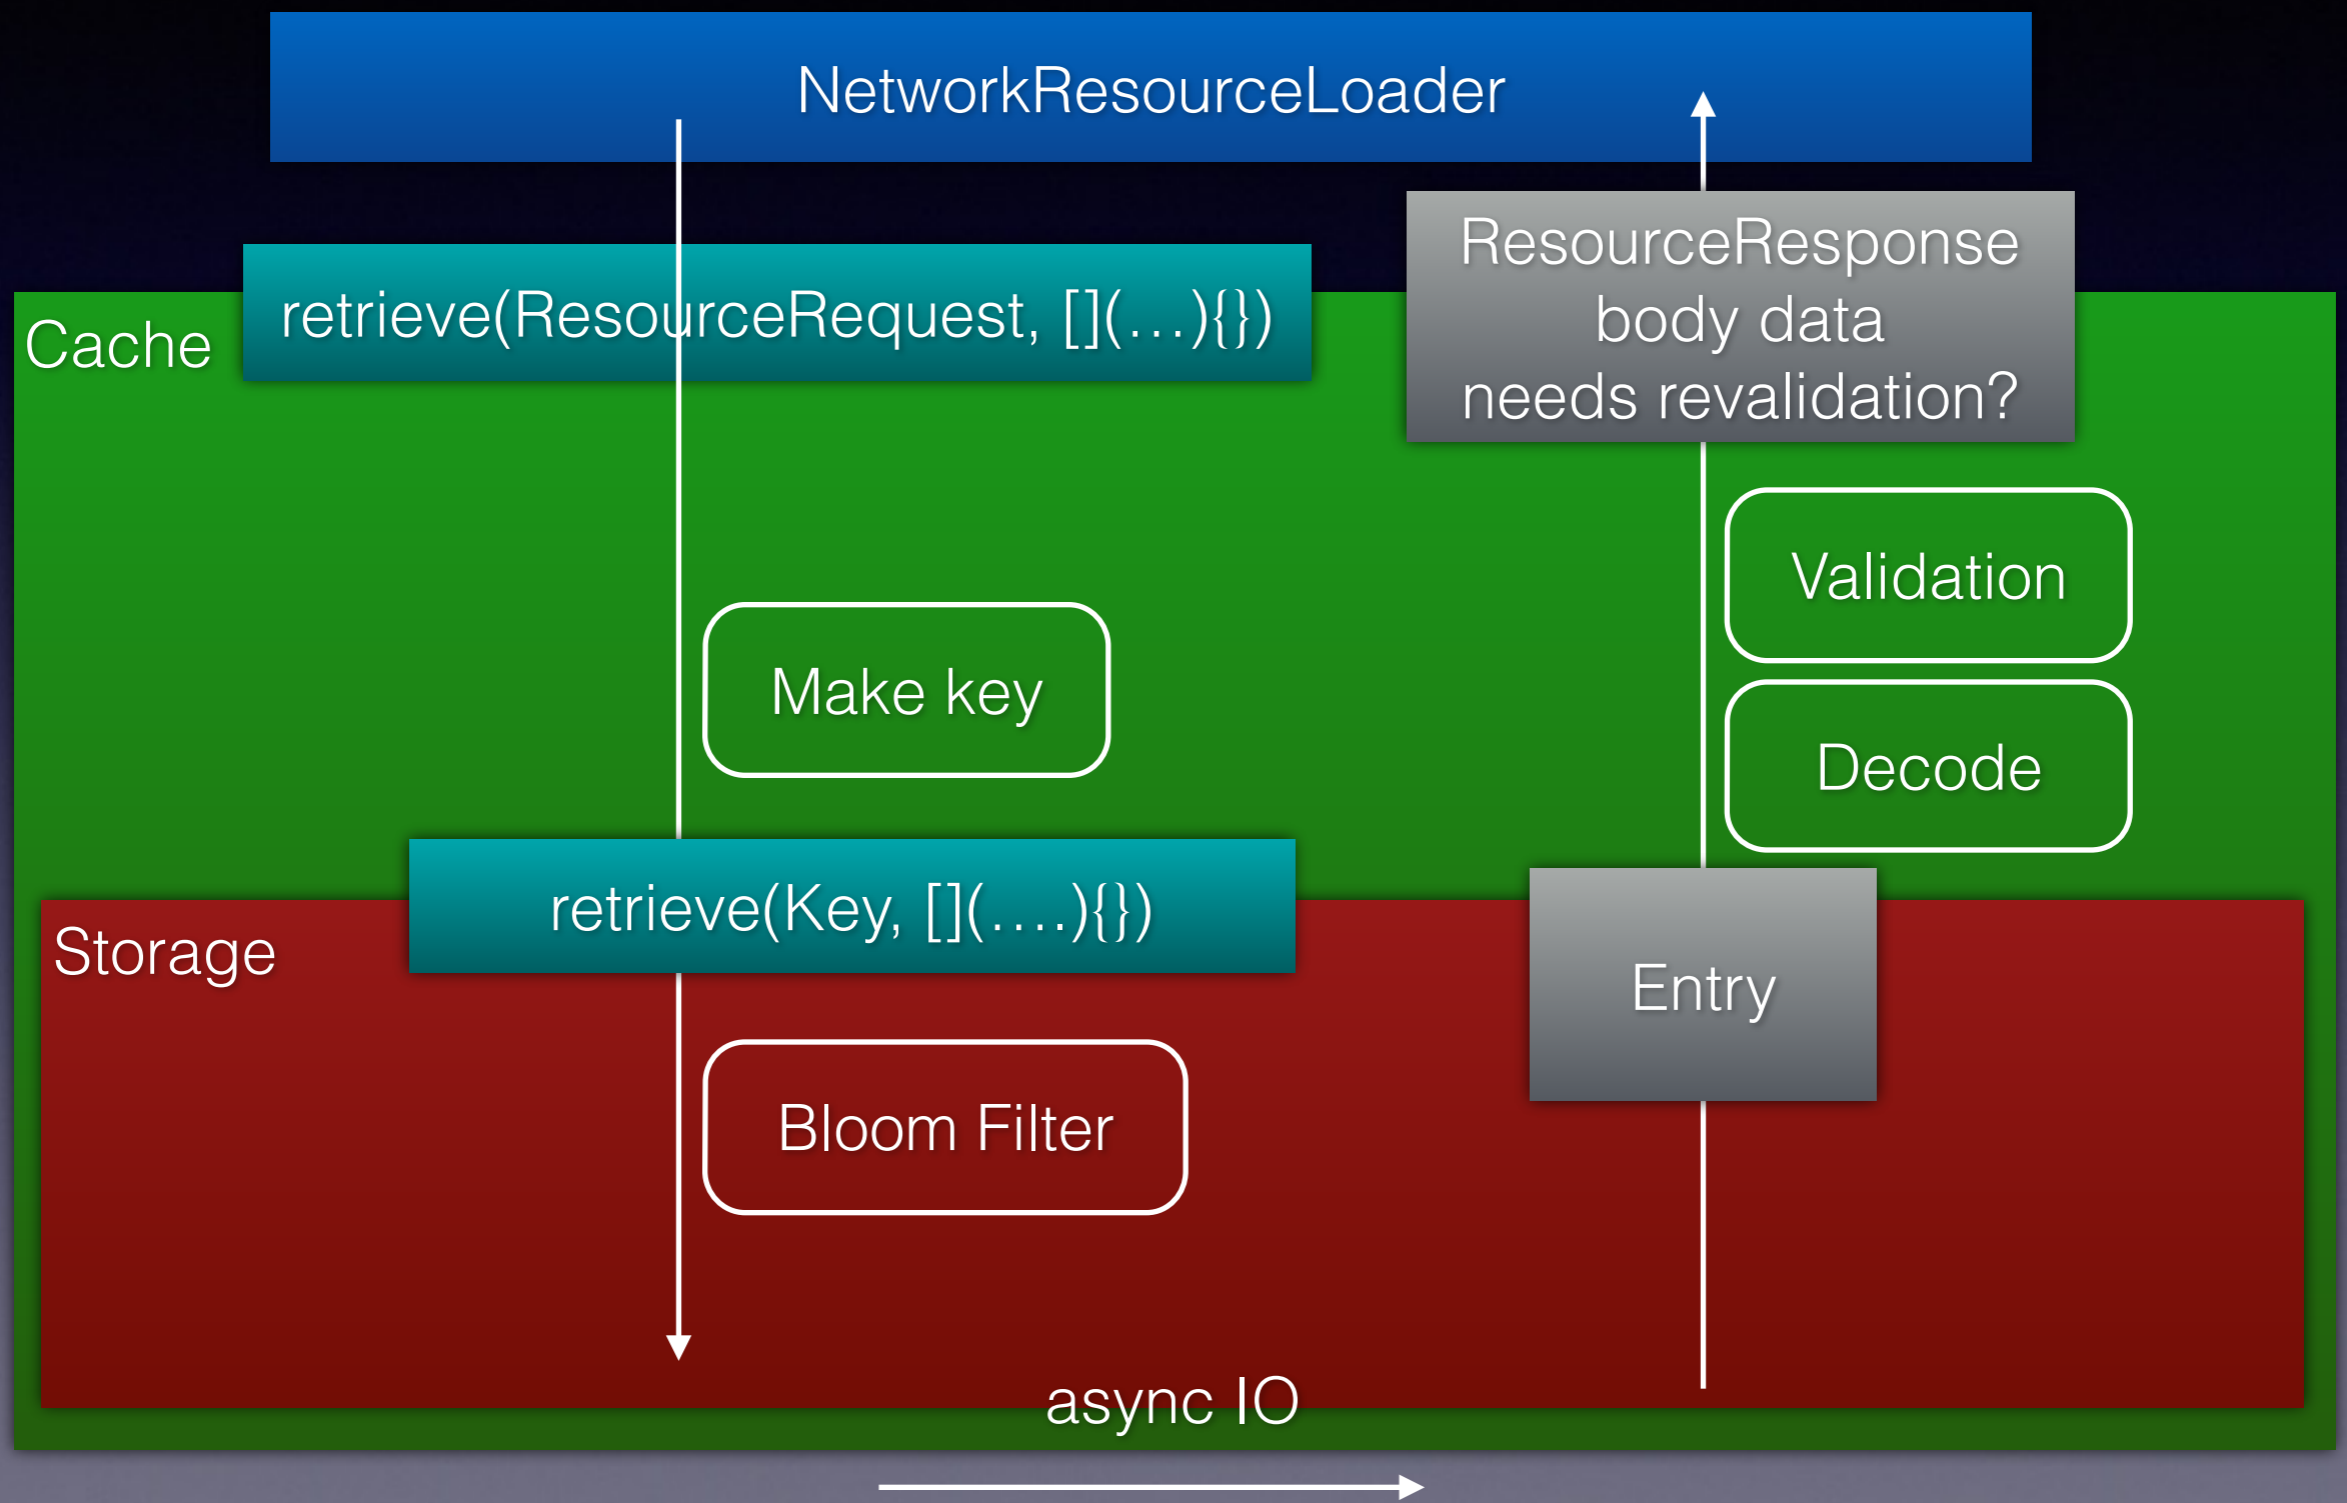 NetworkResourceLoader
retrieve(ResourceRequest, [](...){})
ResourceResponse
body data
needs revalidation?
Cache
Validation
Make key
Decode
retrieve(Key, [](....){})
Storage
Entry
Bloom Filter
async IO